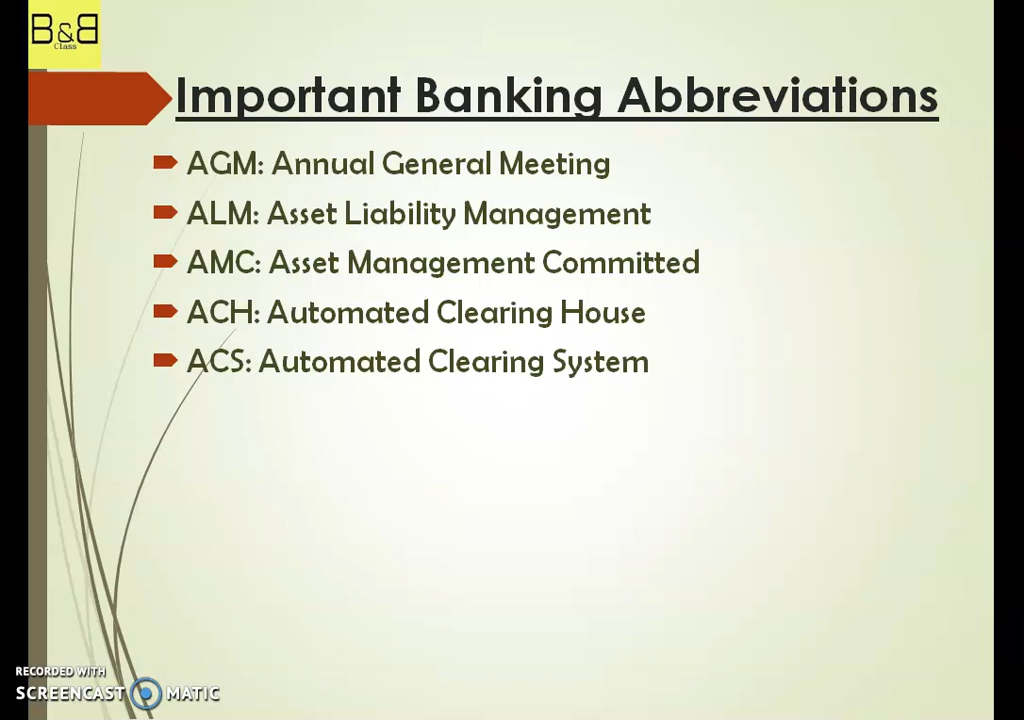 B&B
Class
Important Banking Abbreviations
AGM: Annual General Meeting
ALM: Asset Liability Management
AMC: Asset Management Committed
ACH: Automated Clearing House
ACS: Automated Clearing System
RECORDED WITH
SCREENCAST MATIC